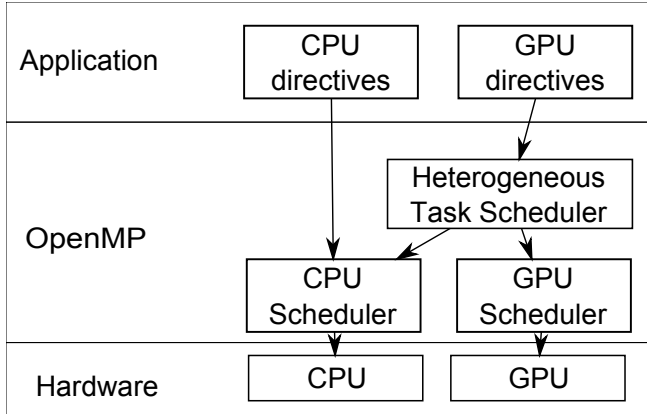 Application
CPU
directives
GPU
directives
OpenMP
Heterogeneous
Task Scheduler
CPU
Scheduler
GPU
Scheduler
Hardware
CPU
GPU